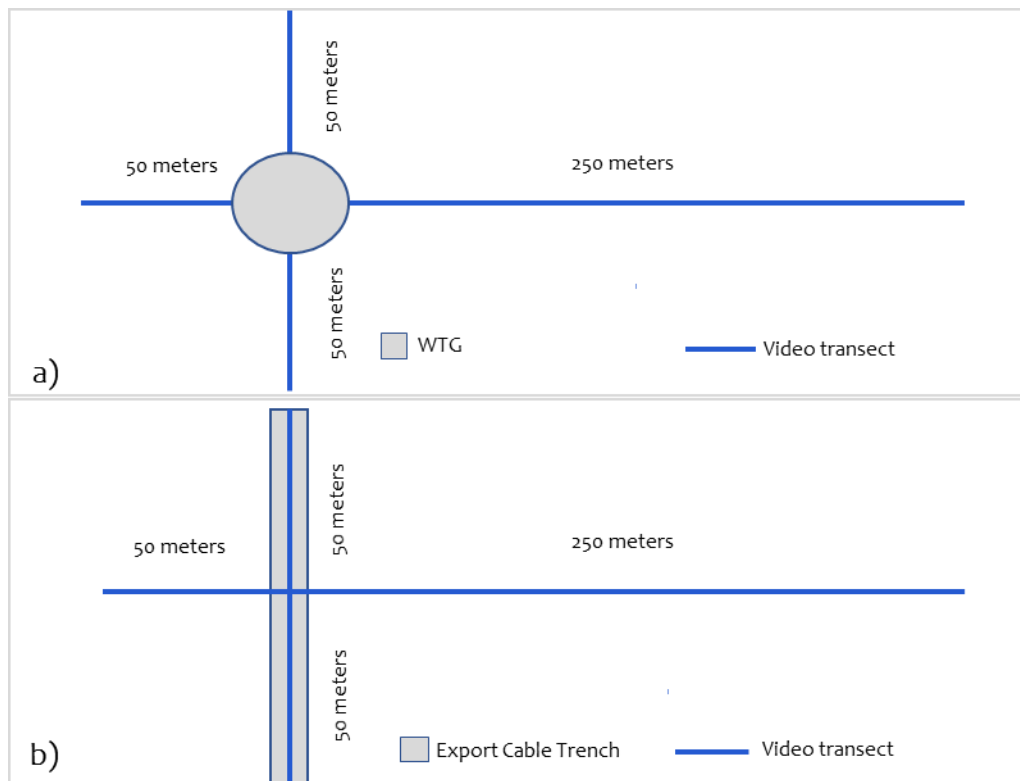 50 meters
50 meters
250 meters
50 meters
WTG
Video transect
a)
50 meters
50 meters
250 meters
50 meters
Export Cable Trench
Video transect
b)